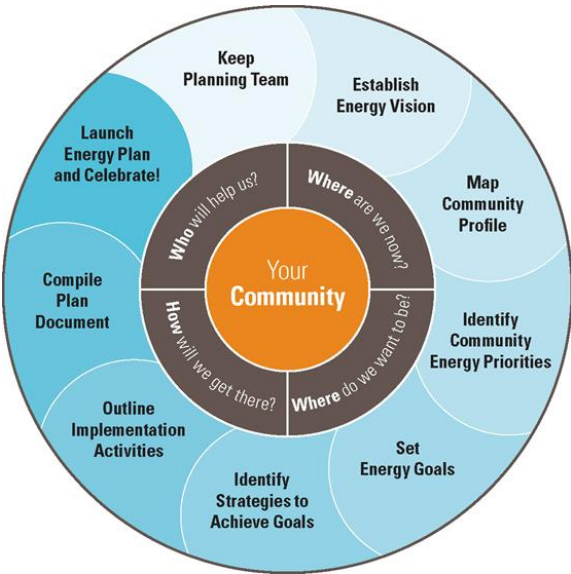 Keep
Planning Team
Establish
Energy Vision
Map
Community
Profile
Identify
Community
Energy Priorities
Set
Energy Goals
Identify
Strategies to
Achieve Goals
Outline
Implementation
Activities
Compile
Plan
Document
Launch
Energy Plan
and Celebrate!
Who will help us?
Where are we now?
Where do we want to be?
How will we get there?
Your
Community